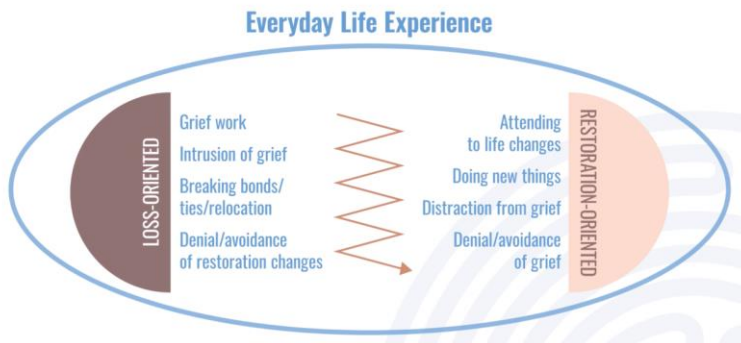 Everyday Life Experience
LOSS-ORIENTED
Grief work
Intrusion of grief
Breaking bonds/
ties/relocation
Denial/avoidance
of restoration changes
Attending
to life changes
Doing new things
Distraction from grief
Denial/avoidance
of grief
RESTORATION-ORIENTED